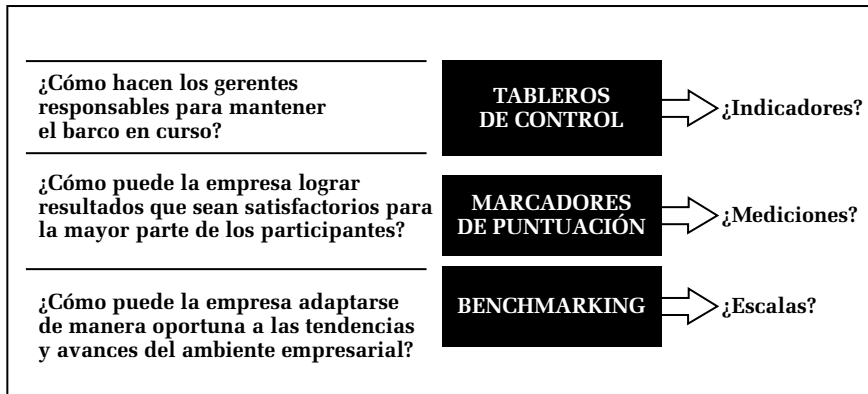 ¿Cómo hacen los gerentes
responsables para mantener
el barco en curso?
TABLEROS
DE CONTROL
¿Indicadores?
¿Cómo puede la empresa lograr
resultados que sean satisfactorios para
la mayor parte de los participantes?
MARCADORES
DE PUNTUACIÓN
¿Mediciones?
¿Cómo puede la empresa adaptarse
de manera oportuna a las tendencias
y avances del ambiente empresarial?
BENCHMARKING
¿Escalas?